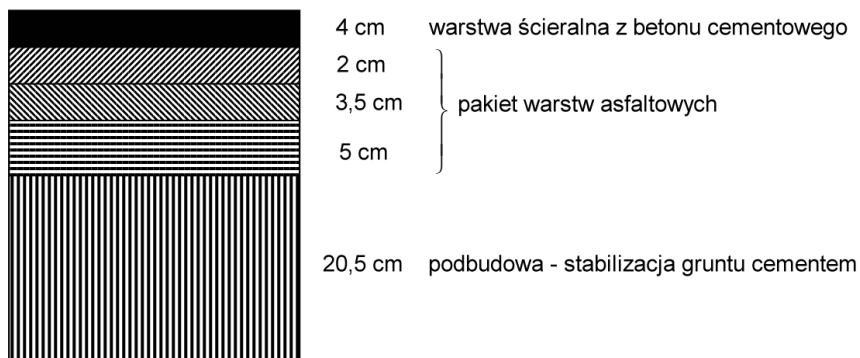 4 cm warstwa ścieralna z betonu cementowego
2 cm
3,5 cm pakiet warstw asfaltowych
5 cm
20,5 cm podbudowa - stabilizacja gruntu cementem